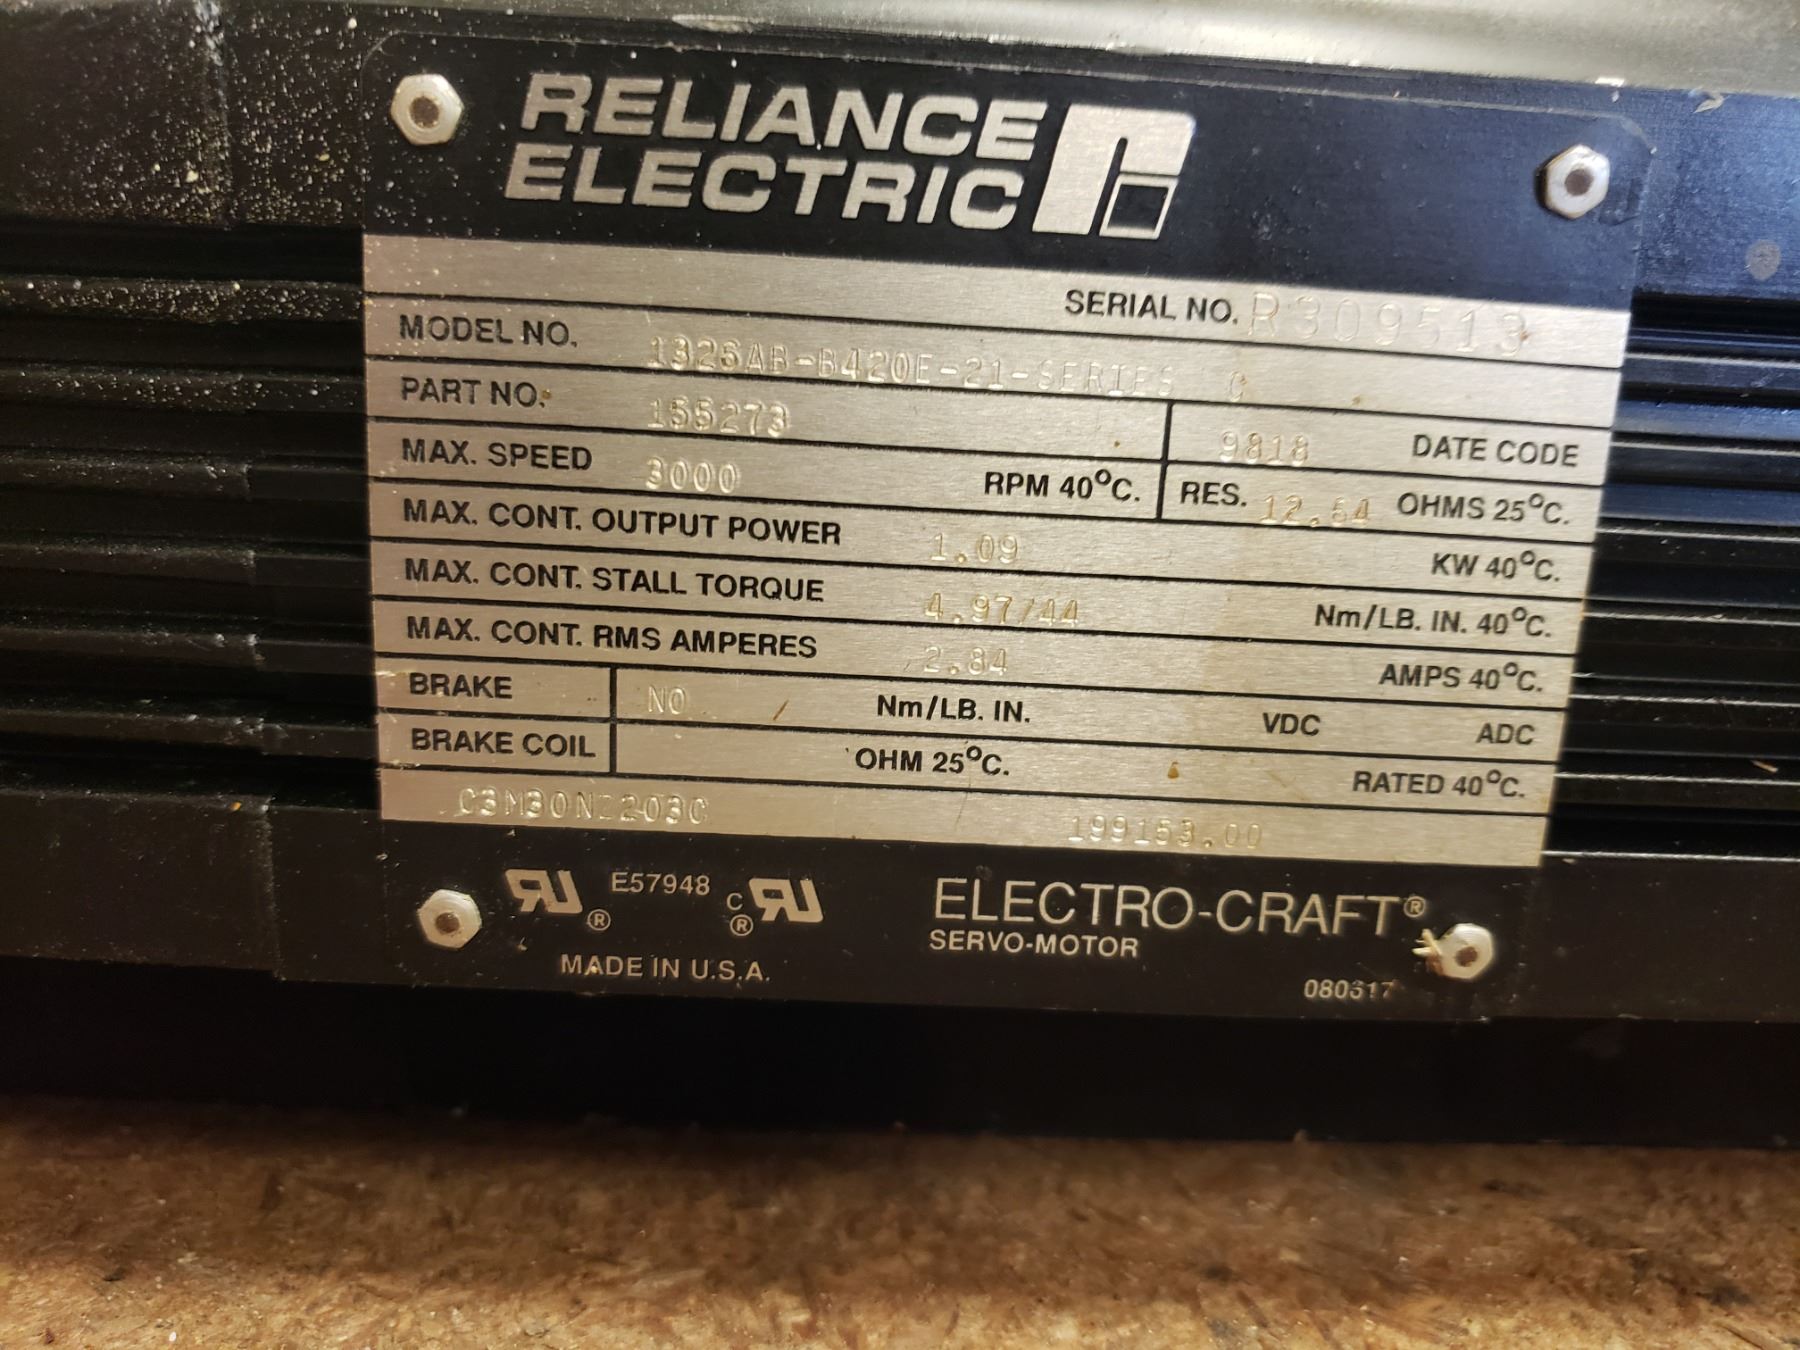 RELIANCE
ELECTRIC
SERIAL NO. R309513
MODEL NO. 1326AB-B420E-21-SERIES C
PART NO. 155273 9818 DATE CODE
MAX. SPEED 3000 RPM 40°C. RES. 12.64 OHMS 25°C.
MAX. CONT. OUTPUT POWER 1.09 KW 40°C.
MAX. CONT. STALL TORQUE 4.97/44 Nm/LB. IN. 40°C.
MAX. CONT. RMS AMPERES 2.84 AMPS 40°C.
BRAKE NO / Nm/LB. IN. VDC ADC
BRAKE COIL OHM 25°C. RATED 40°C.
199153.00
E57948 C
ELECTRO-CRAFT®
SERVO-MOTOR
MADE IN U.S.A.
080617